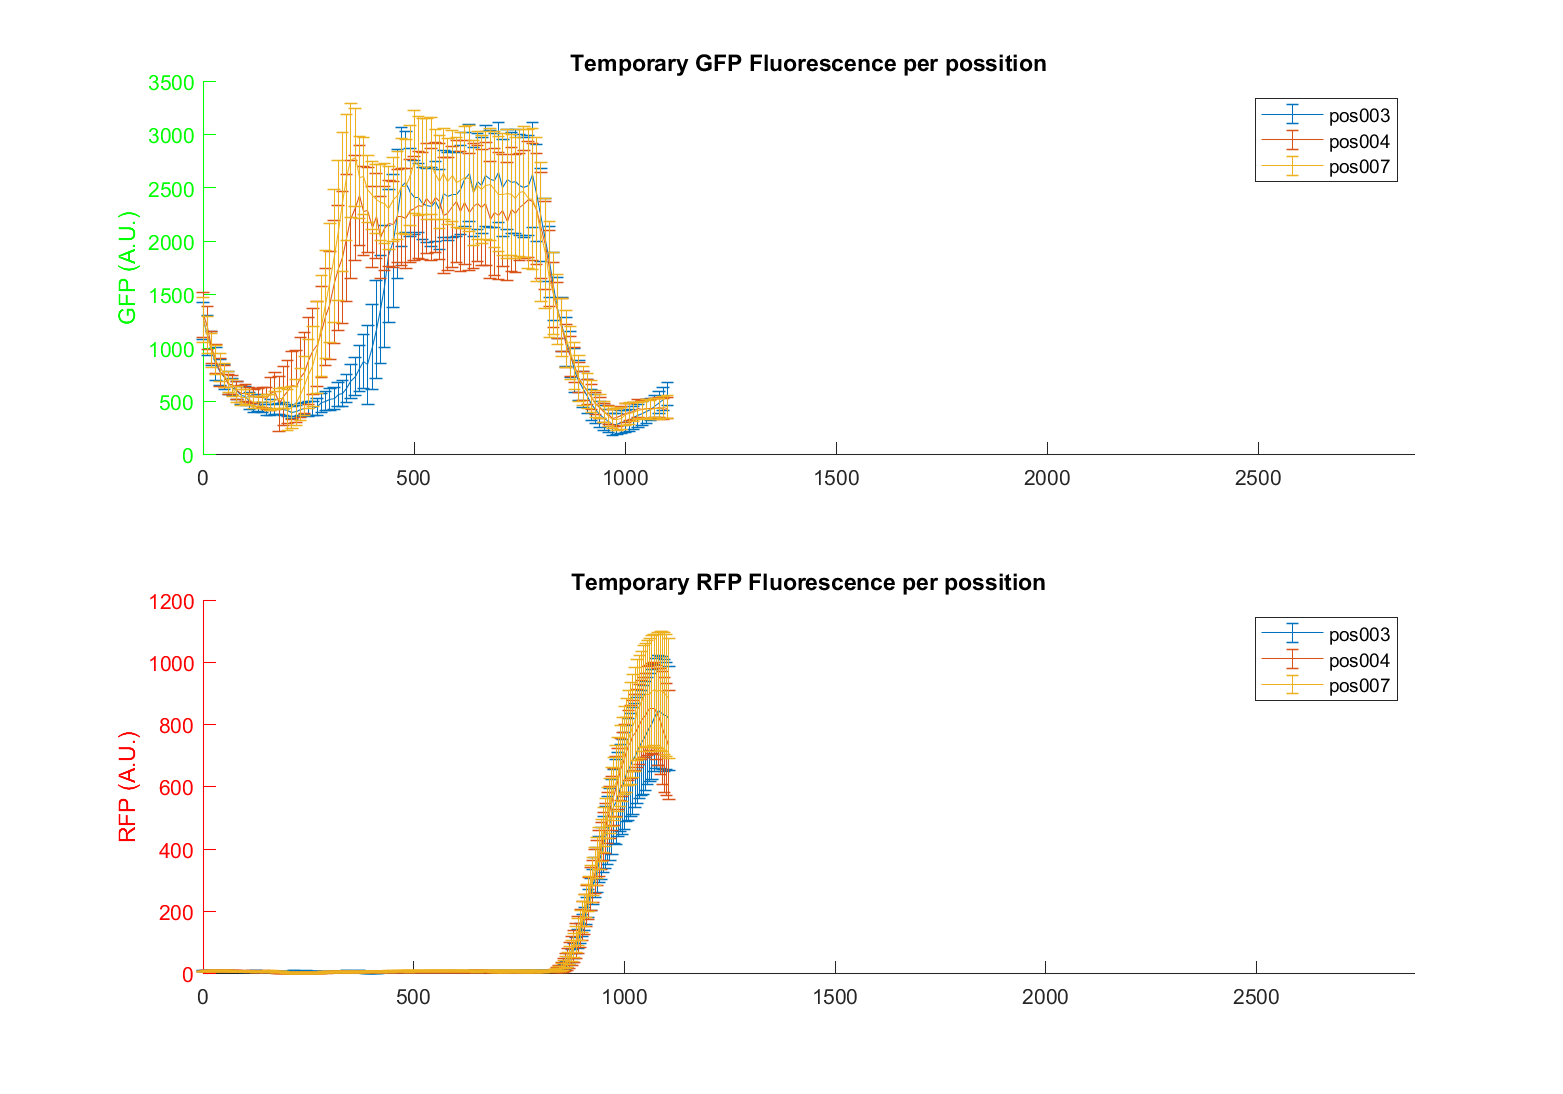 Temporary GFP Fluorescence per possition
3500
3000
2500
2000
1500
1000
500
0
GFP (A.U.)
pos003
pos004
pos007
0 500 1000 1500 2000 2500
Temporary RFP Fluorescence per possition
1200
1000
800
600
400
200
0
RFP (A.U.)
pos003
pos004
pos007
0 500 1000 1500 2000 2500